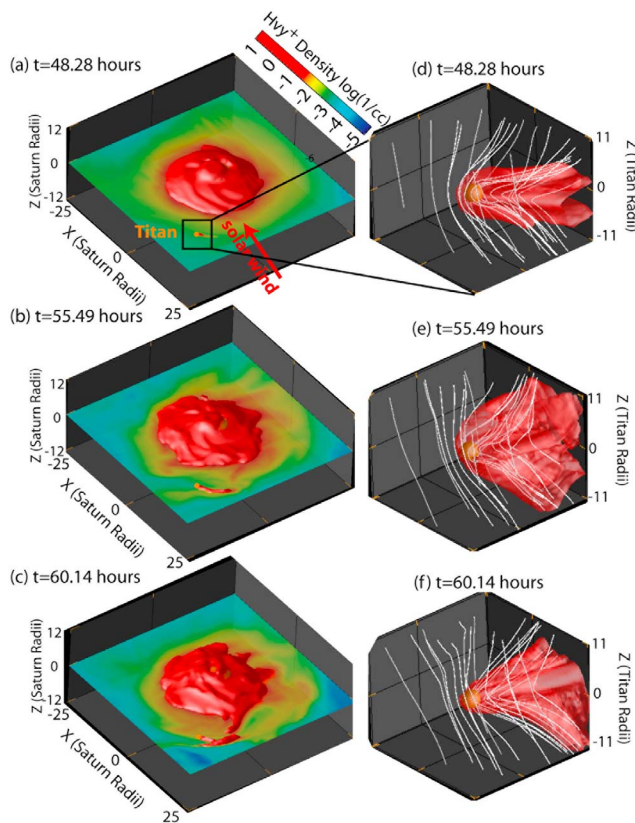 (a) t=48.28 hours
Hvy+ Density log(1/cc)
1
0
-1
-2
-3
-4
-5
-6
Z (Saturn Radii)
12
0
-12
-25
X (Saturn Radii)
0
25
Titan
solar wind
(d) t=48.28 hours
11
0
-11
Z (Titan Radii)
(b) t=55.49 hours
Z (Saturn Radii)
12
0
-12
-25
X (Saturn Radii)
0
25
(e) t=55.49 hours
11
0
-11
Z (Titan Radii)
(c) t=60.14 hours
Z (Saturn Radii)
12
0
12
-25
X (Saturn Radii)
0
25
(f) t=60.14 hours
11
0
-11
Z (Titan Radii)